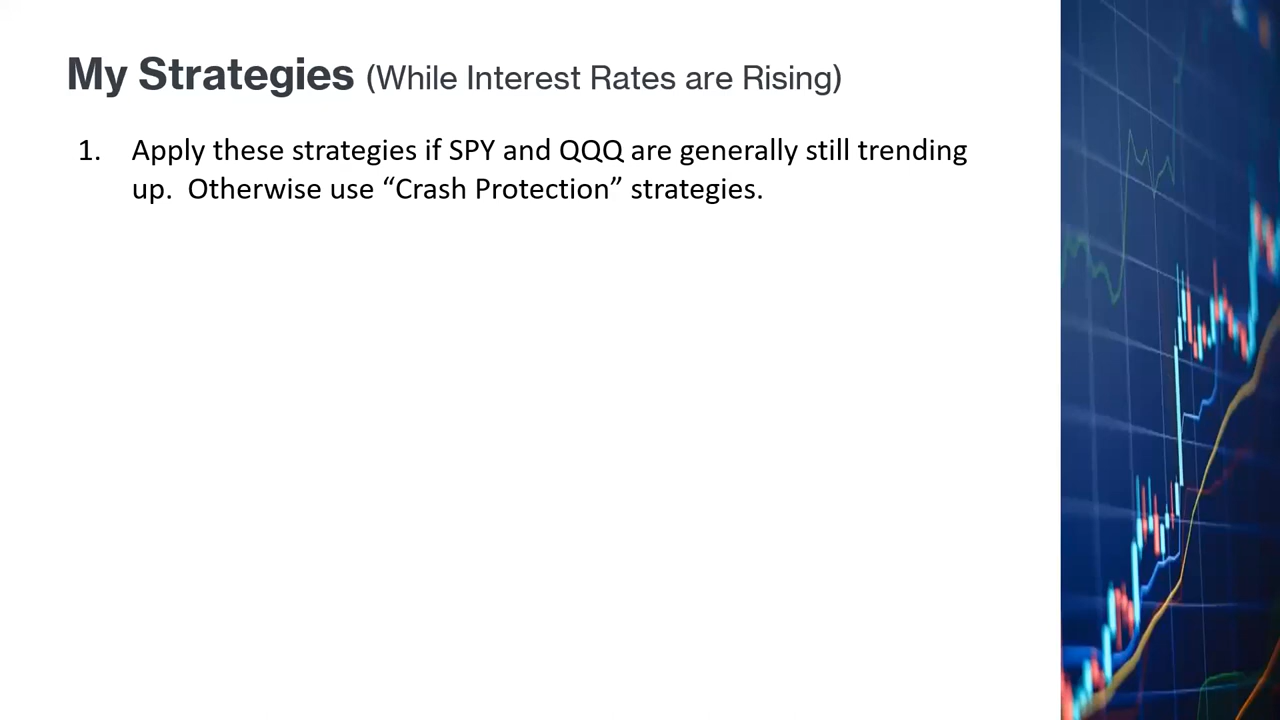 My Strategies (While Interest Rates are Rising)
1. Apply these strategies if SPY and QQQ are generally still trending
up.  Otherwise use “Crash Protection” strategies.